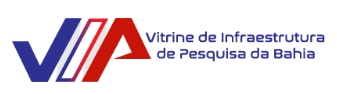 VIA
Vitrine de Infraestrutura
de Pesquisa da Bahia